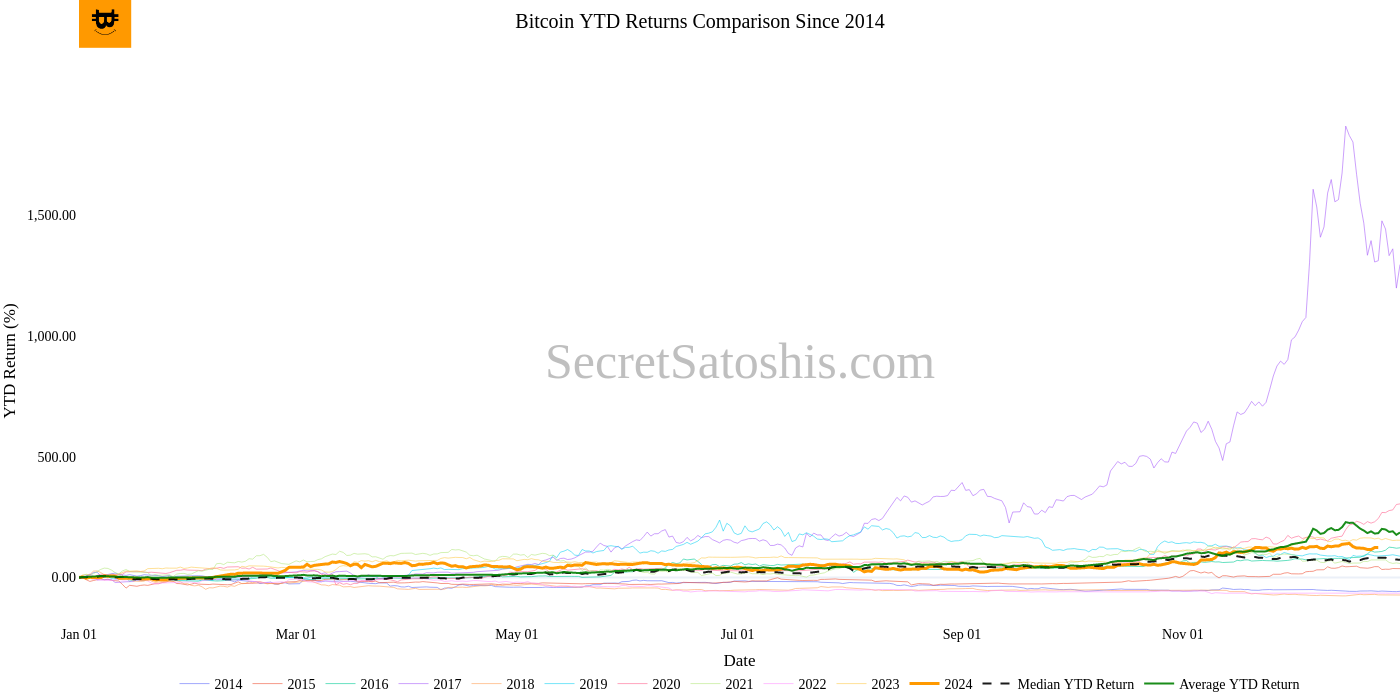 Bitcoin YTD Returns Comparison Since 2014
YTD Return (%)
1,500.00
1,000.00
500.00
0.00
SecretSatoshis.com
Jan 01
Mar 01
May 01
Jul 01
Sep 01
Nov 01
Date
2014 2015 2016 2017 2018 2019 2020 2021 2022 2023 2024 Median YTD Return Average YTD Return